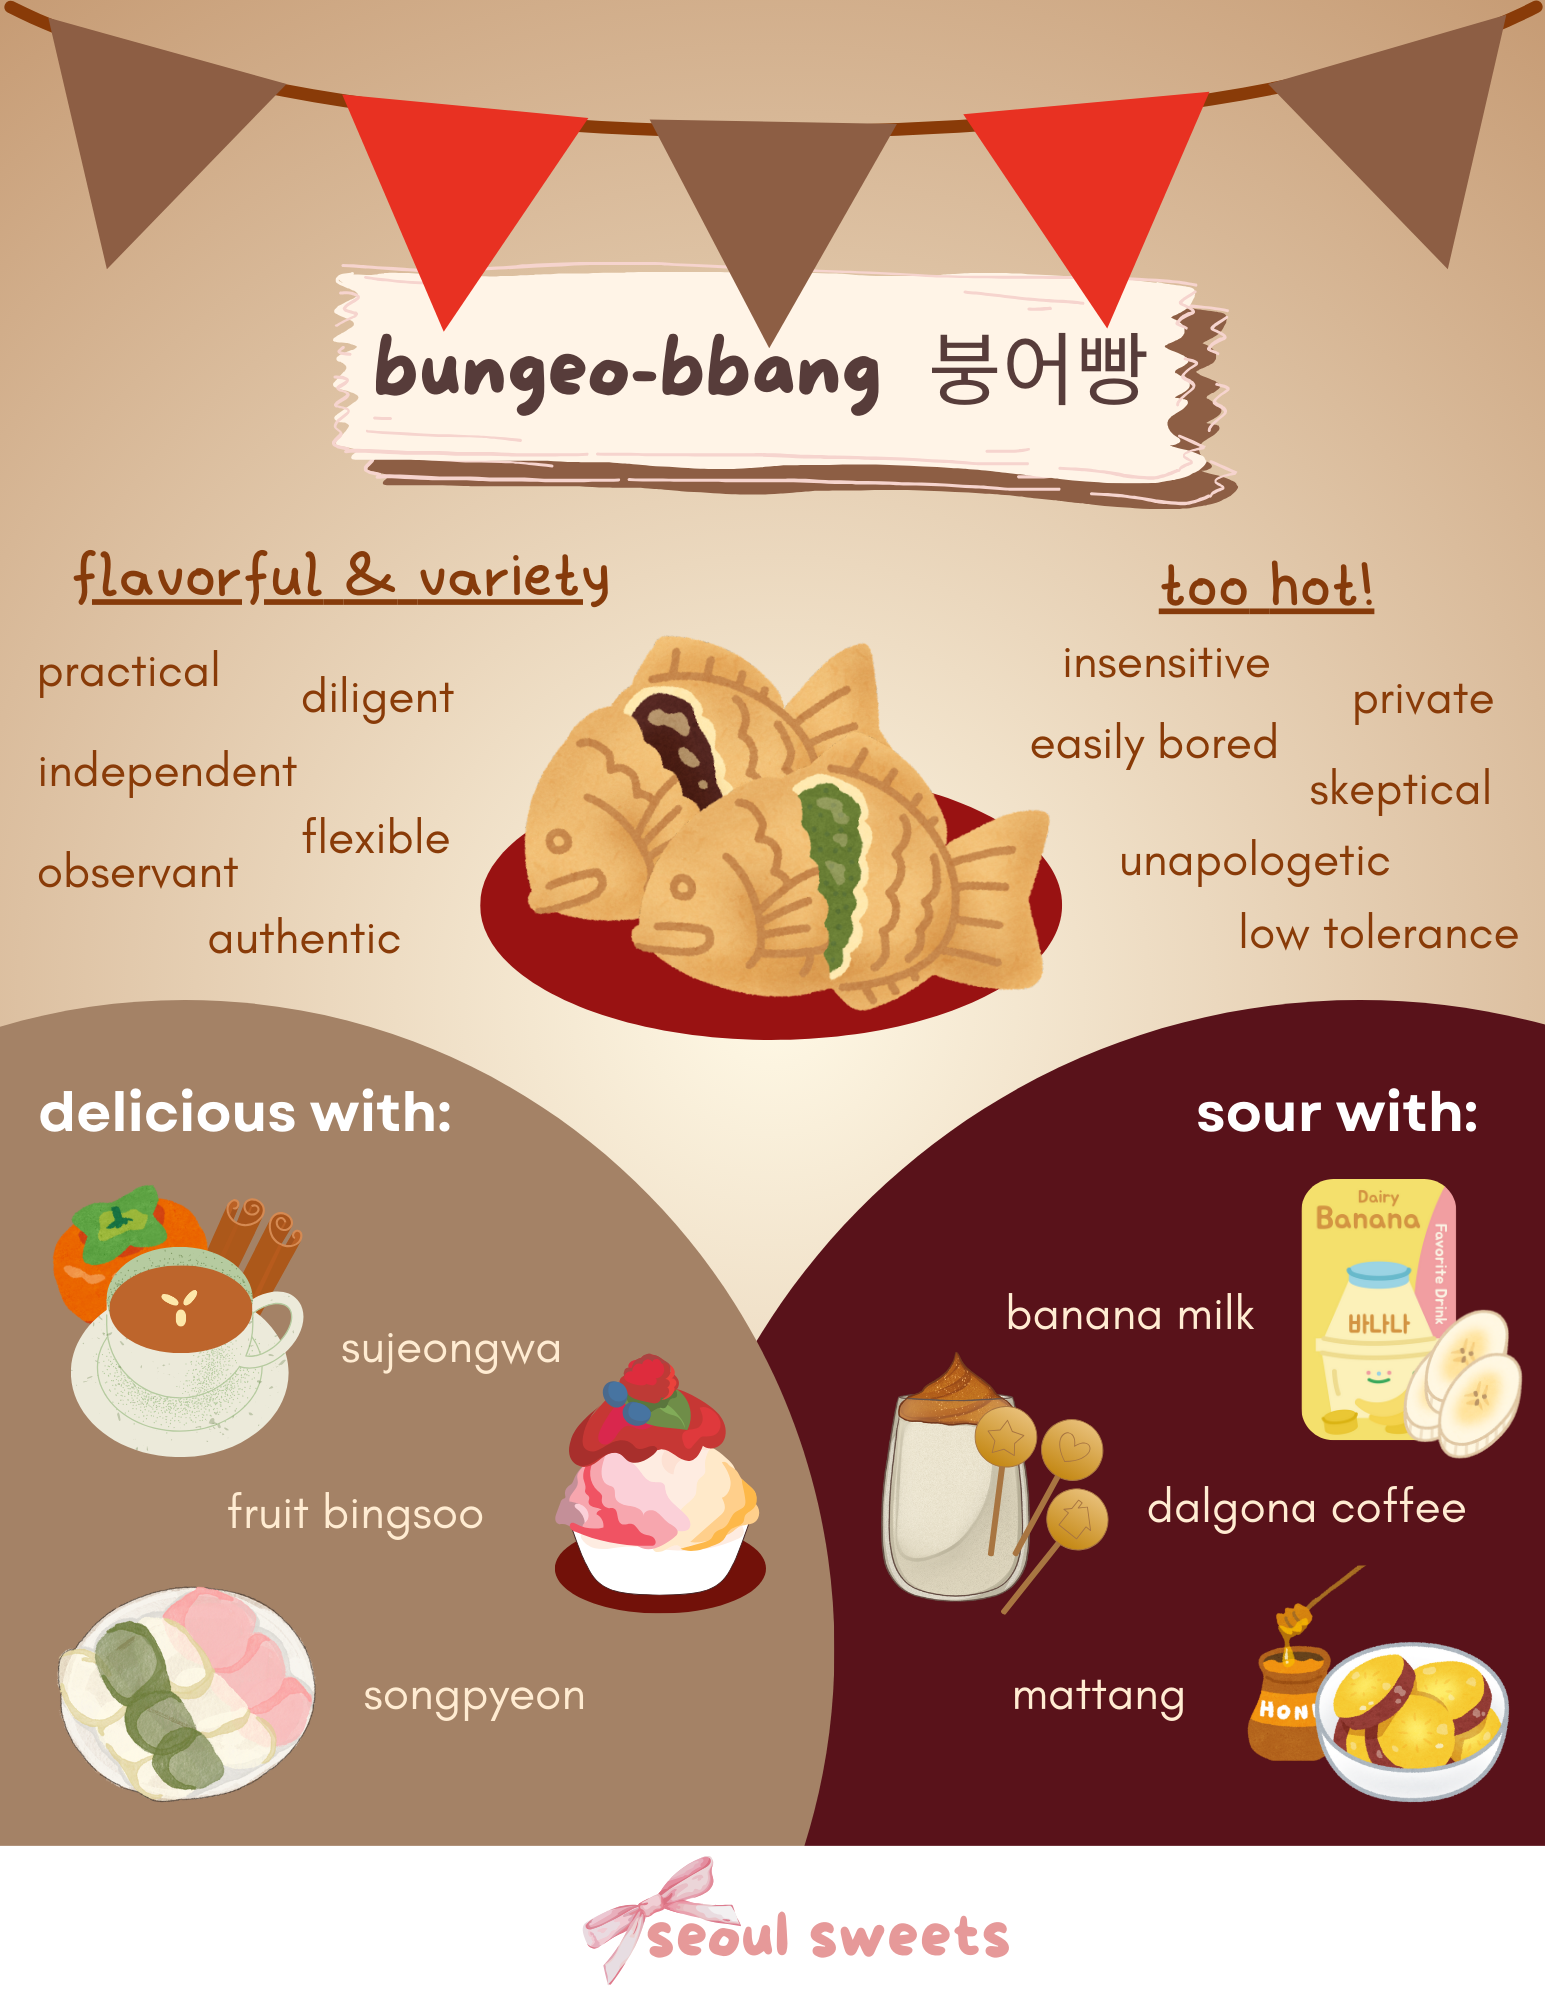 bungeo-bbang 붕어빵
flavorful & variety
practical
diligent
independent
flexible
observant
authentic
too hot!
insensitive
private
easily bored
skeptical
unapologetic
low tolerance
delicious with:
sujeongwa
fruit bingsoo
songpyeon
sour with:
Dairy
Banana
Favorite Drink
바나나
banana milk
dalgona coffee
mattang
HON
seoul sweets